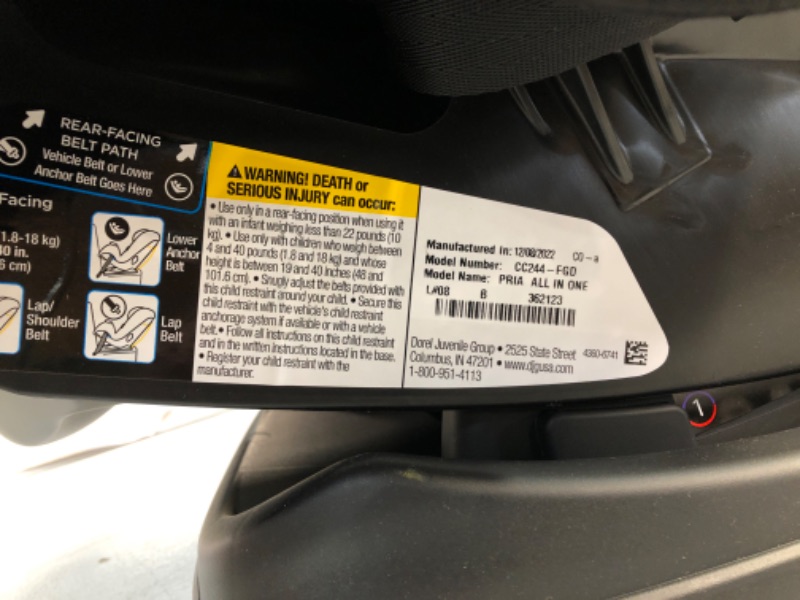 REAR-FACING
BELT PATH
Vehicle Belt or Lower
Anchor Belt Goes Here
Facing
1.8-18 kg)
40 in.
6 cm)
Lower
Anchor
Belt
Lap/
Shoulder
Belt
Lap
Belt
WARNING! DEATH or
SERIOUS INJURY can occur:
• Use only in a rear-facing position when using it
with an infant weighing less than 22 pounds (10
kg). • Use only with children who weigh between
4 and 40 pounds (1.8 and 18 kg) and whose
height is between 19 and 40 inches (48 and
101.6 cm). • Snugly adjust the belts provided with
this child restraint around your child. • Secure this
child restraint with the vehicle's child restraint
anchorage system if available or with a vehicle
belt. • Follow all instructions on this child restraint
and in the written instructions located in the base.
• Register your child restraint with the
manufacturer.
Manufactured in: 12/08/2022 CO-a
Model Number: CC244-FGD
Model Name: PRIA ALL IN ONE
L#08 B 362123
Dorel Juvenile Group • 2525 State Street
Columbus, IN 47201 • www.djgusa.com
1-800-951-4113
4360-6741
1